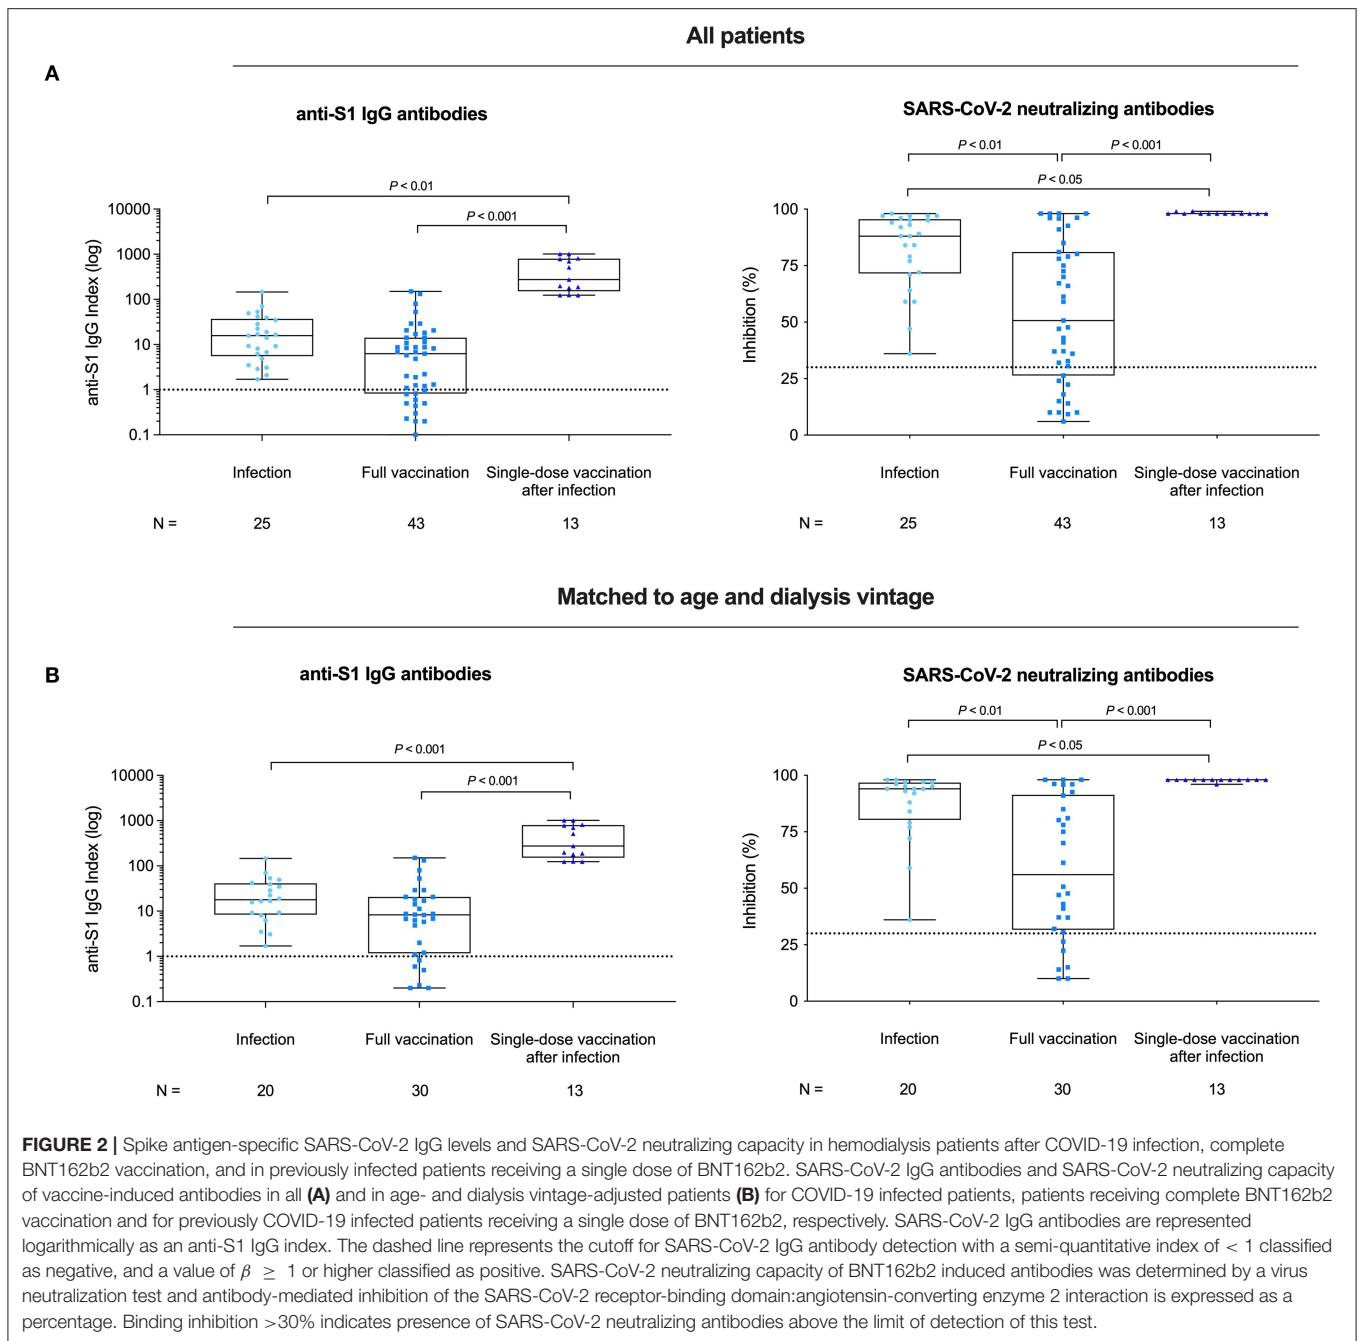 All patients
A
anti-S1 IgG antibodies
P < 0.01
P < 0.001
anti-S1 IgG Index (log)
10000
1000
100
10
1
0.1
Infection
Full vaccination
Single-dose vaccination
after infection
N =
25
43
13
SARS-CoV-2 neutralizing antibodies
P < 0.01
P < 0.001
P < 0.05
Inhibition (%)
100
75
50
25
0
Infection
Full vaccination
Single-dose vaccination
after infection
N =
25
43
13
Matched to age and dialysis vintage
B
anti-S1 IgG antibodies
P < 0.001
P < 0.001
anti-S1 IgG Index (log)
10000
1000
100
10
1
0.1
Infection
Full vaccination
Single-dose vaccination
after infection
N =
20
30
13
SARS-CoV-2 neutralizing antibodies
P < 0.01
P < 0.001
P < 0.05
Inhibition (%)
100
75
50
25
0
Infection
Full vaccination
Single-dose vaccination
after infection
N =
20
30
13
FIGURE 2 | Spike antigen-specific SARS-CoV-2 IgG levels and SARS-CoV-2 neutralizing capacity in hemodialysis patients after COVID-19 infection, complete
BNT162b2 vaccination, and in previously infected patients receiving a single dose of BNT162b2. SARS-CoV-2 IgG antibodies and SARS-CoV-2 neutralizing capacity
of vaccine-induced antibodies in all (A) and in age- and dialysis vintage-adjusted patients (B) for COVID-19 infected patients, patients receiving complete BNT162b2
vaccination and for previously COVID-19 infected patients receiving a single dose of BNT162b2, respectively. SARS-CoV-2 IgG antibodies are represented
logarithmically as an anti-S1 IgG index. The dashed line represents the cutoff for SARS-CoV-2 IgG antibody detection with a semi-quantitative index of < 1 classified
as negative, and a value of β ≥ 1 or higher classified as positive. SARS-CoV-2 neutralizing capacity of BNT162b2 induced antibodies was determined by a virus
neutralization test and antibody-mediated inhibition of the SARS-CoV-2 receptor-binding domain:angiotensin-converting enzyme 2 interaction is expressed as a
percentage. Binding inhibition >30% indicates presence of SARS-CoV-2 neutralizing antibodies above the limit of detection of this test.